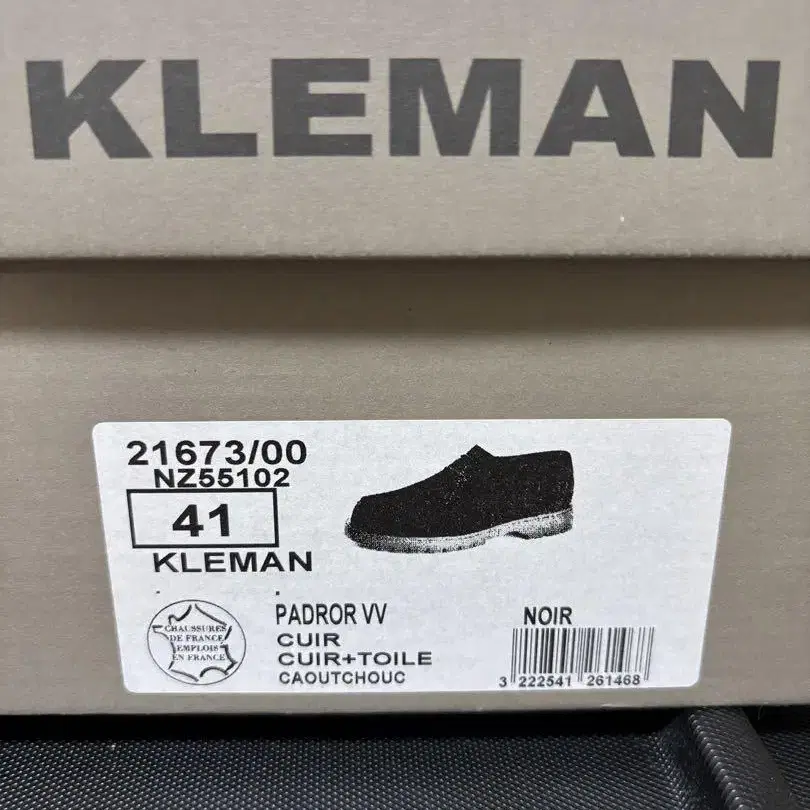 KLEMAN
21673/00
NZ55102
41
KLEMAN
CHAUSSURES
DE FRANCE
EMPLOIS
EN FRANCE
PADROR VV
NOIR
CUIR
CUIR+TOILE
CAOUTCHOUC
3 222541 261468